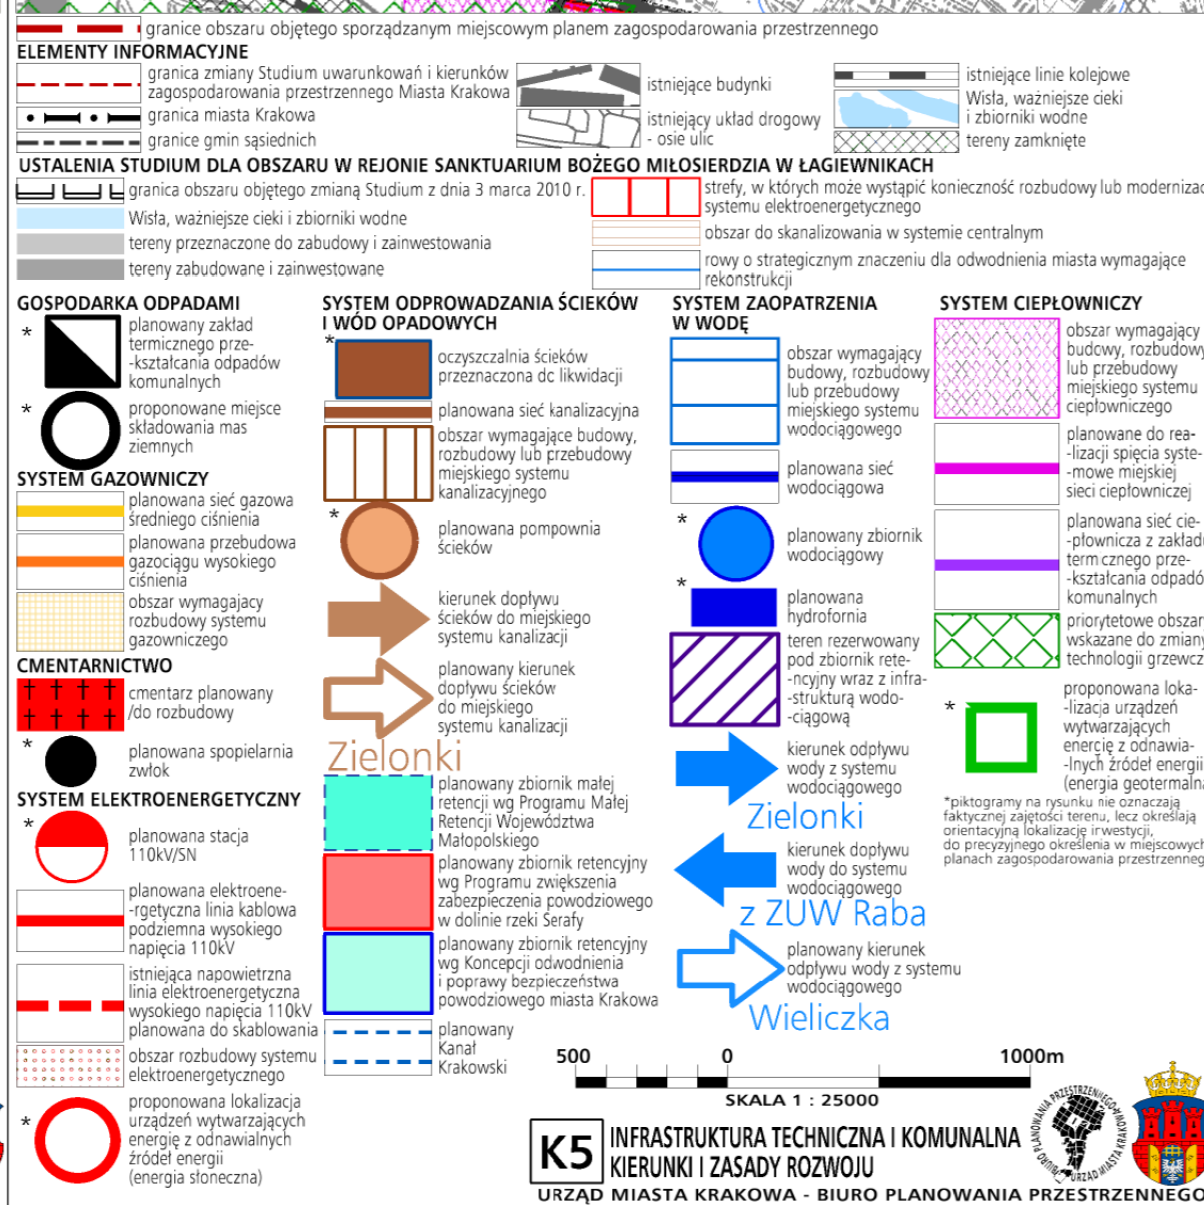 granice obszaru objętego sporządzanym miejscowym planem zagospodarowania przestrzennego
ELEMENTY INFORMACYJNE
granica zmiany Studium uwarunkowań i kierunków
zagospodarowania przestrzennego Miasta Krakowa
granica miasta Krakowa
granice gmin sąsiednich
istniejące budynki
istniejący układ drogowy
- osie ulic
istniejące linie kolejowe
Wisła, ważniejsze cieki
i zbiorniki wodne
tereny zamknięte
USTALENIA STUDIUM DLA OBSZARU W REJONIE SANKTUARIUM BOŻEGO MIŁOSIERDZIA W ŁAGIEWNIKACH
granica obszaru objętego zmianą Studium z dnia 3 marca 2010 r.
Wisła, ważniejsze cieki i zbiorniki wodne
tereny przeznaczone do zabudowy i zainwestowania
tereny zabudowane i zainwestowane
strefy, w których może wystąpić konieczność rozbudowy lub modernizac
systemu elektroenergetycznego
obszar do skanalizowania w systemie centralnym
rowy o strategicznym znaczeniu dla odwodnienia miasta wymagające
rekonstrukcji
GOSPODARKA ODPADAMI
*
planowany zakład
termicznego prze-
-kształcania odpadów
komunalnych
*
proponowane miejsce
składowania mas
ziemnych
SYSTEM GAZOWNICZY
planowana sieć gazowa
średniego ciśnienia
planowana przebudowa
gazociągu wysokiego
ciśnienia
obszar wymagajacy
rozbudowy systemu
gazowniczego
CMENTARNICTWO
cmentarz planowany
/do rozbudowy
*
planowana spopielarnia
zwłok
SYSTEM ELEKTROENERGETYCZNY
*
planowana stacja
110kV/SN
planowana elektroene-
-rgetyczna linia kablowa
podziemna wysokiego
napięcia 110kV
istniejąca napowietrzna
linia elektroenergetyczna
wysokiego napięcia 110kV
planowana do skablowania
obszar rozbudowy systemu
elektroenergetycznego
*
proponowana lokalizacja
urządzeń wytwarzających
energię z odnawialnych
źródeł energii
(energia słoneczna)
SYSTEM ODPROWADZANIA ŚCIEKÓW
I WÓD OPADOWYCH
*
oczyszczalnia ścieków
przeznaczona dc likwidacji
planowana sieć kanalizacyjna
obszar wymagające budowy,
rozbudowy lub przebudowy
miejskiego systemu
kanalizacyjnego
*
planowana pompownia
ścieków
kierunek dopływu
ścieków do miejskiego
systemu kanalizacji
planowany kierunek
dopływu ścieków
do miejskiego
systemu kanalizacji
Zielonki
planowany zbiornik małej
retencji wg Programu Małej
Retencji Województwa
Małopolskiego
planowany zbiornik retencyjny
wg Programu zwiększenia
zabezpieczenia powodziowego
w dolinie rzeki Serafy
planowany zbiornik retencyjny
wg Koncepcji odwodnienia
i poprawy bezpieczeństwa
powodziowego miasta Krakowa
planowany
Kanał
Krakowski
SYSTEM ZAOPATRZENIA
W WODĘ
obszar wymagający
budowy, rozbudowy
lub przebudowy
miejskiego systemu
wodociągowego
planowana sieć
wodociągowa
*
planowany zbiornik
wodociągowy
*
planowana
hydrofornia
teren rezerwowany
pod zbiornik rete-
-ncyjny wraz z infra-
-strukturą wodo-
-ciągową
kierunek odpływu
wody z systemu
wodociągowego
Zielonki
kierunek dopływu
wody do systemu
wodociągowego
z ZUW Raba
planowany kierunek
odpływu wody z systemu
wodociągowego
Wieliczka
SYSTEM CIEPŁOWNICZY
obszar wymagający
budcwy, rozbudowy
lub przebudowy
miejskiego systemu
ciepłowniczego
planowane do rea-
-lizacji spięcia syste-
-mowe miejskiej
sieci ciepłowniczej
planowana sieć cie-
-płownicza z zakładu
term cznego prze-
-kształcania odpadó
komunalnych
priorytetowe obszar
wskazane do zmiany
technologii grzewcz
*
proponowana loka-
-lizacja urządzeń
wytwarzających
energię z odnawia-
-lnych źródeł energii
(energia geotermalna
*piktogramy na rysunku nie oznaczają
faktycznej zajętości terenu, lecz określają
orientacyjną lokalizację irwestycji,
do precyzyjnego określenia w miejscowych
planach zagospodarowania przestrzenneg
500 0 1000m
SKALA 1 : 25000
K5
INFRASTRUKTURA TECHNICZNA I KOMUNALNA
KIERUNKI I ZASADY ROZWOJU
BIURO PLANOWANIA PRZESTRZENNEGO
URZĄD MIASTA KRAKOWA
URZĄD MIASTA KRAKOWA - BIURO PLANOWANIA PRZESTRZENNEGO